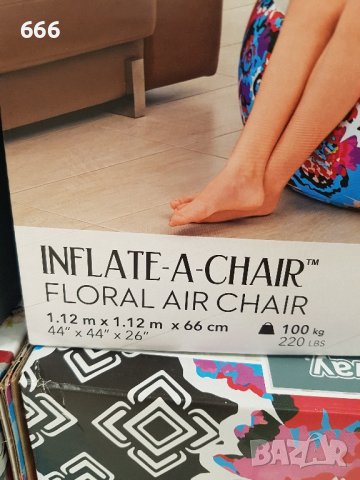 666
INFLATE-A-CHAIR™
FLORAL AIR CHAIR
1.12 m x 1.12 m x 66 cm
44" x 44" x 26"
100 kg
220 LBS
BAZAR